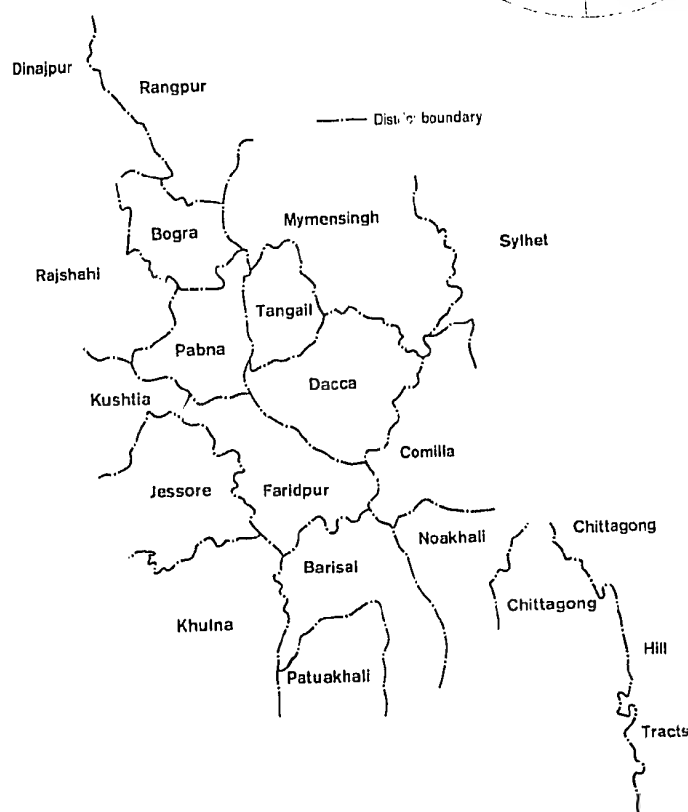 Dinajpur
Rangpur
District boundary
Bogra
Mymensingh
Sylhet
Rajshahi
Tangail
Pabna
Dacca
Kushtia
Comilla
Jessore
Faridpur
Noakhali
Chittagong
Barisal
Chittagong
Khulna
Hill
Patuakhali
Tracts